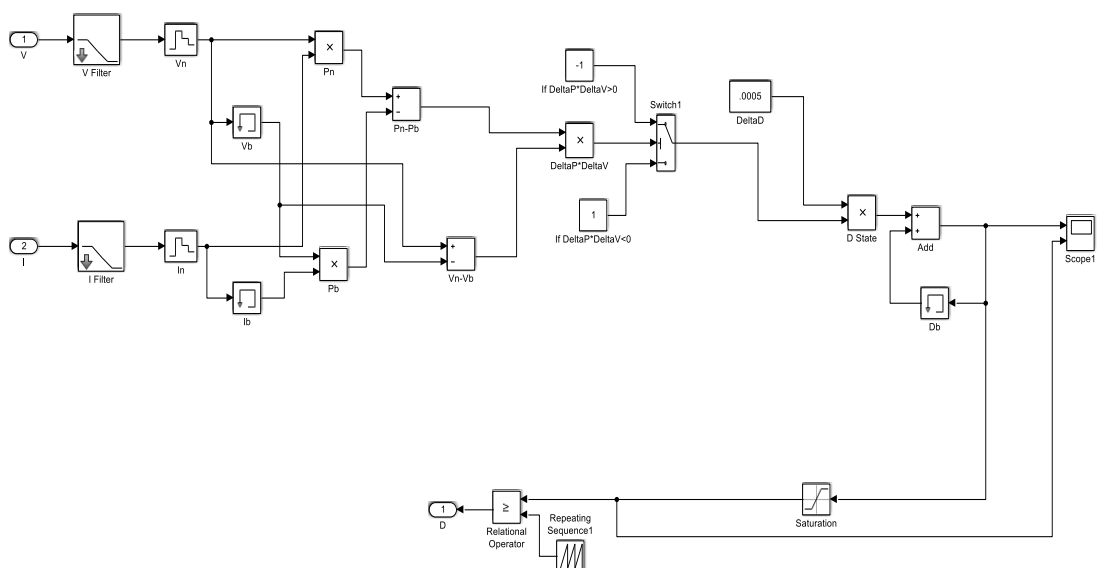 1
V
V Filter
Vn
×
Pn
Vb
+
−
Pn-Pb
-1
If DeltaP*DeltaV>0
Switch1
.0005
DeltaD
×
DeltaP*DeltaV
1
If DeltaP*DeltaV<0
2
I
I Filter
In
Ib
×
Pb
+
−
Vn-Vb
×
D State
+
+
Add
Scope1
Db
1
D
≥
Relational
Operator
Repeating
Sequence1
Saturation